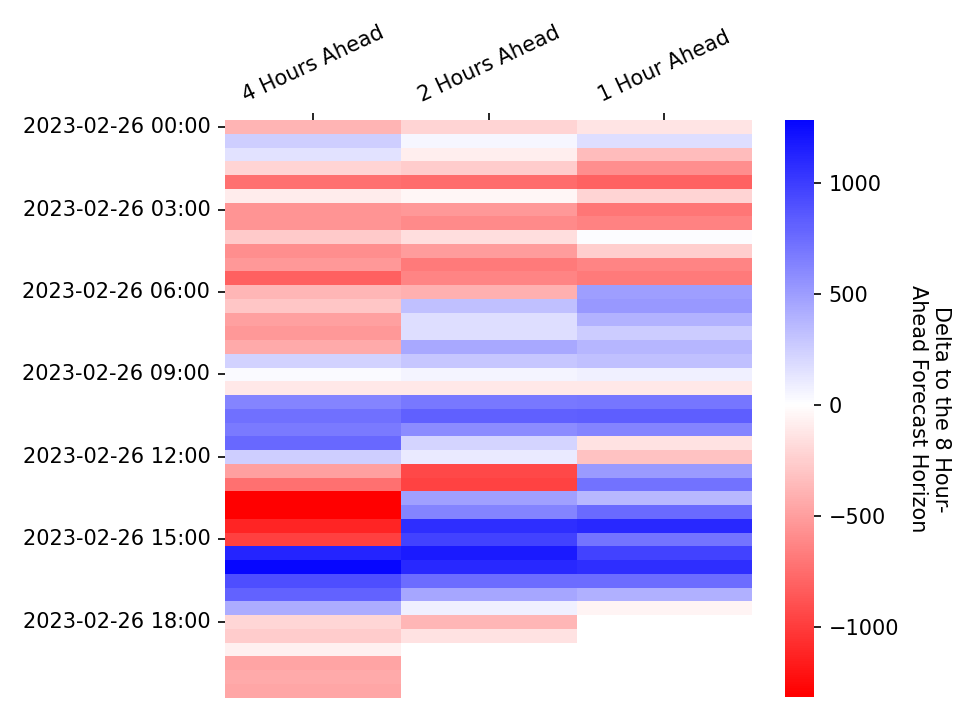 4 Hours Ahead
2 Hours Ahead
1 Hour Ahead
2023-02-26 00:00
2023-02-26 03:00
2023-02-26 06:00
2023-02-26 09:00
2023-02-26 12:00
2023-02-26 15:00
2023-02-26 18:00
1000
500
0
−500
−1000
Delta to the 8 Hour-
Ahead Forecast Horizon